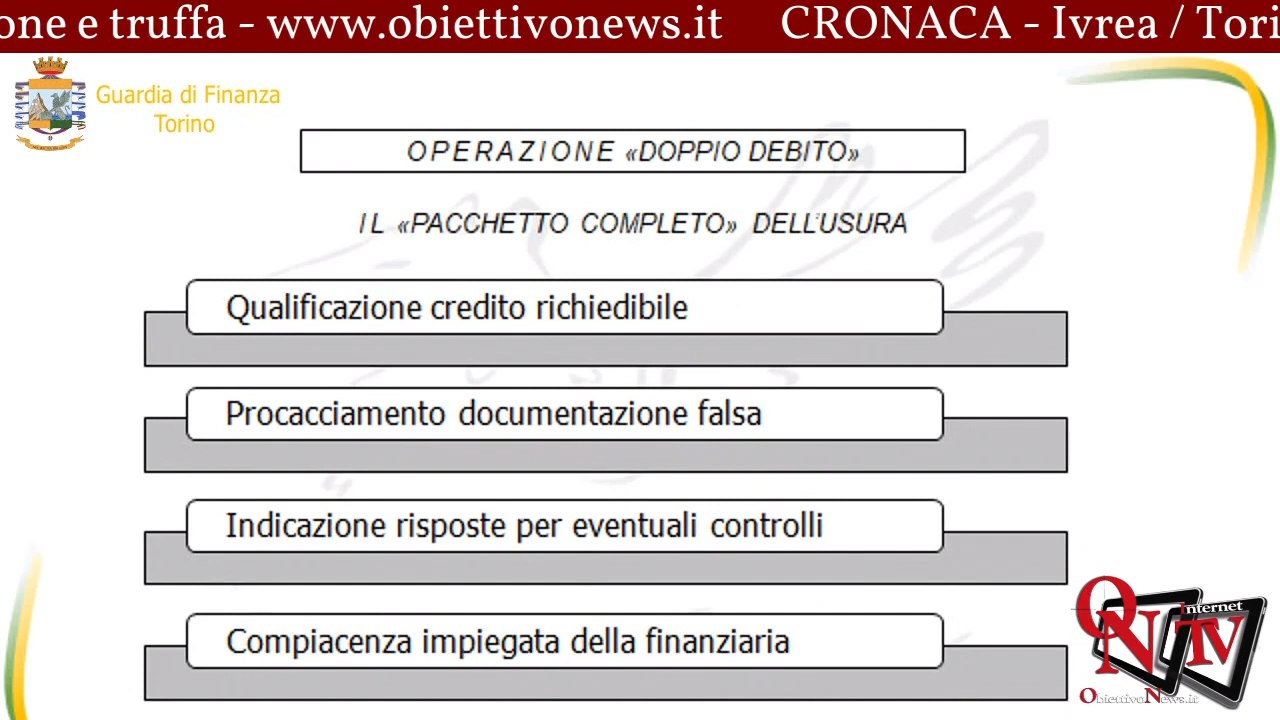 one e truffa - www.obiettivonews.it CRONACA - Ivrea / Tori
Guardia di Finanza
Torino
OPERAZIONE «DOPPIO DEBITO»
IL «PACCHETTO COMPLETO» DELL'USURA
Qualificazione credito richiedibile
Procacciamento documentazione falsa
Indicazione risposte per eventuali controlli
Compiacenza impiegata della finanziaria
ON
Internet
TV
ObiettivoNews.it